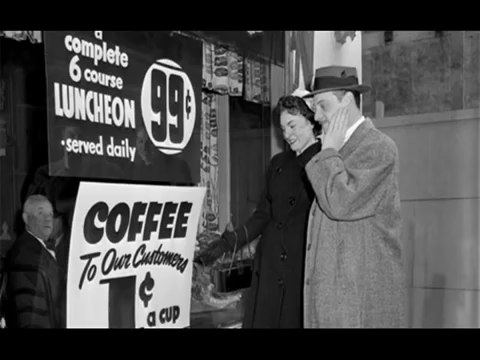 a
complete
6 course
LUNCHEON
• served daily
99¢
COFFEE
To Our Customers
1¢
a cup